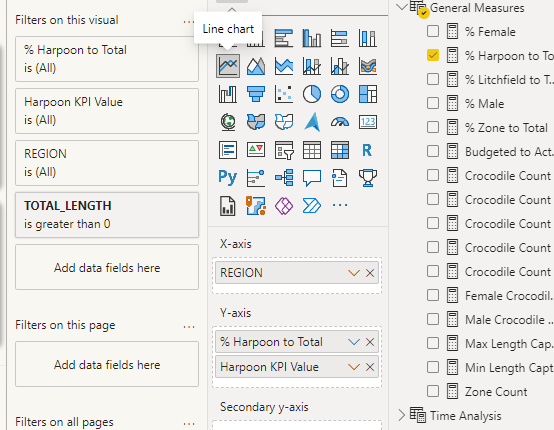 Filters on this visual
...
% Harpoon to Total
is (All)
Harpoon KPI Value
is (All)
REGION
is (All)
TOTAL_LENGTH
is greater than 0
Add data fields here
Filters on this page
...
Add data fields here
Filters on all pages
...
Line chart
123
R
Py
...
X-axis
REGION
Y-axis
% Harpoon to Total
Harpoon KPI Value
Secondary y-axis
General Measures
% Female
% Harpoon to To
% Litchfield to T...
% Male
% Zone to Total
Budgeted to Act...
Crocodile Count
Crocodile Count
Crocodile Count
Crocodile Count
Crocodile Count
Female Crocodil...
Male Crocodile ...
Max Length Cap...
Min Length Capt
Zone Count
Time Analysis